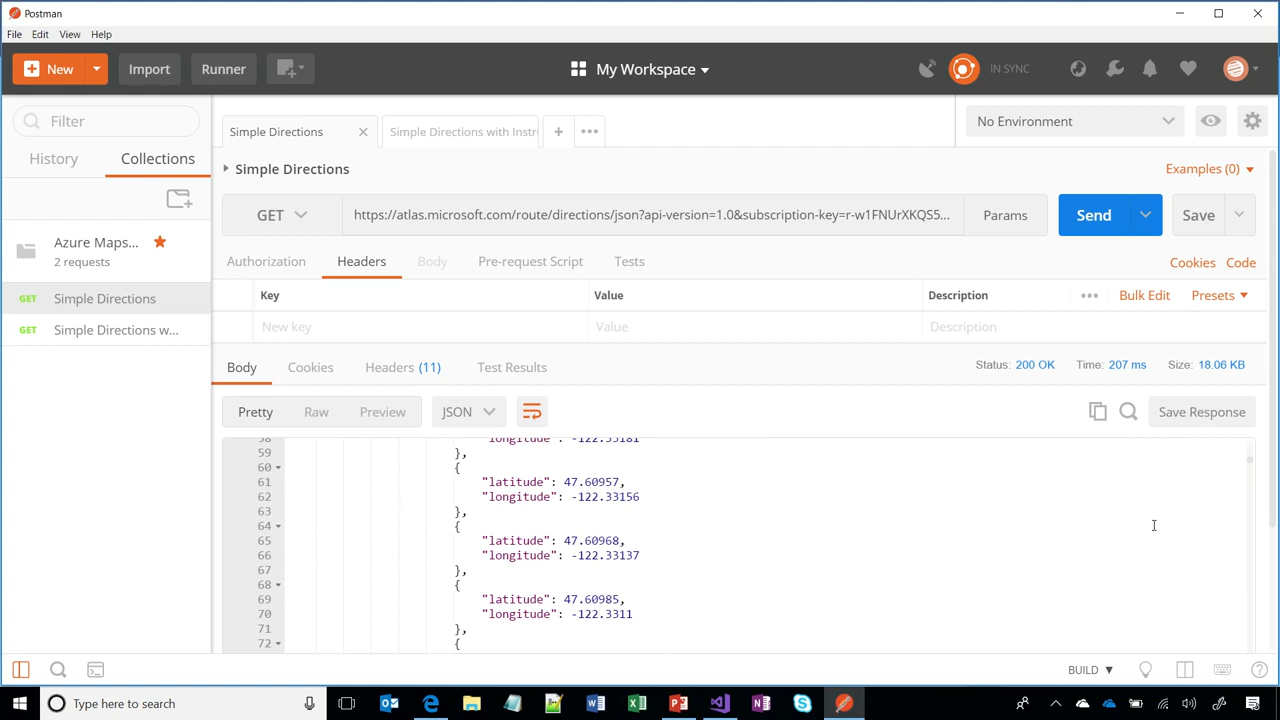 Postman
File Edit View Help
New Import Runner My Workspace IN SYNC
Filter
History Collections
Azure Maps...
2 requests
GET Simple Directions
GET Simple Directions w...
Simple Directions Simple Directions with Instru
No Environment
Simple Directions Examples (0)
GET https://atlas.microsoft.com/route/directions/json?api-version=1.0&subscription-key=r-w1FNUrXKQS5... Params Send Save
Authorization Headers Body Pre-request Script Tests Cookies Code
Key Value Description Bulk Edit Presets
New key Value Description
Body Cookies Headers (11) Test Results Status: 200 OK Time: 207 ms Size: 18.06 KB
Pretty Raw Preview JSON Save Response
58 "longitude": -122.33181
59 },
60 {
61 "latitude": 47.60957,
62 "longitude": -122.33156
63 },
64 {
65 "latitude": 47.60968,
66 "longitude": -122.33137
67 },
68 {
69 "latitude": 47.60985,
70 "longitude": -122.3311
71 },
72 {
BUILD
Type here to search